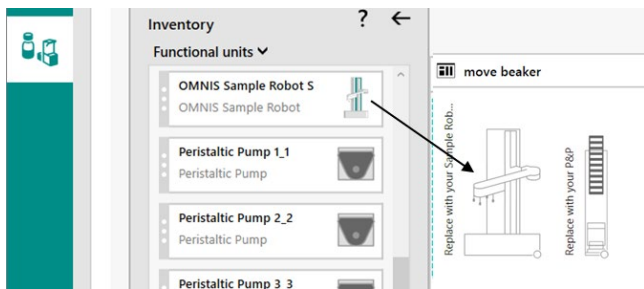 Inventory
?
Functional units
OMNIS Sample Robot S
OMNIS Sample Robot
Peristaltic Pump 1_1
Peristaltic Pump
Peristaltic Pump 2_2
Peristaltic Pump
Peristaltic Pump 3_3
move beaker
Replace with your Sample Rob...
Replace with your P&P